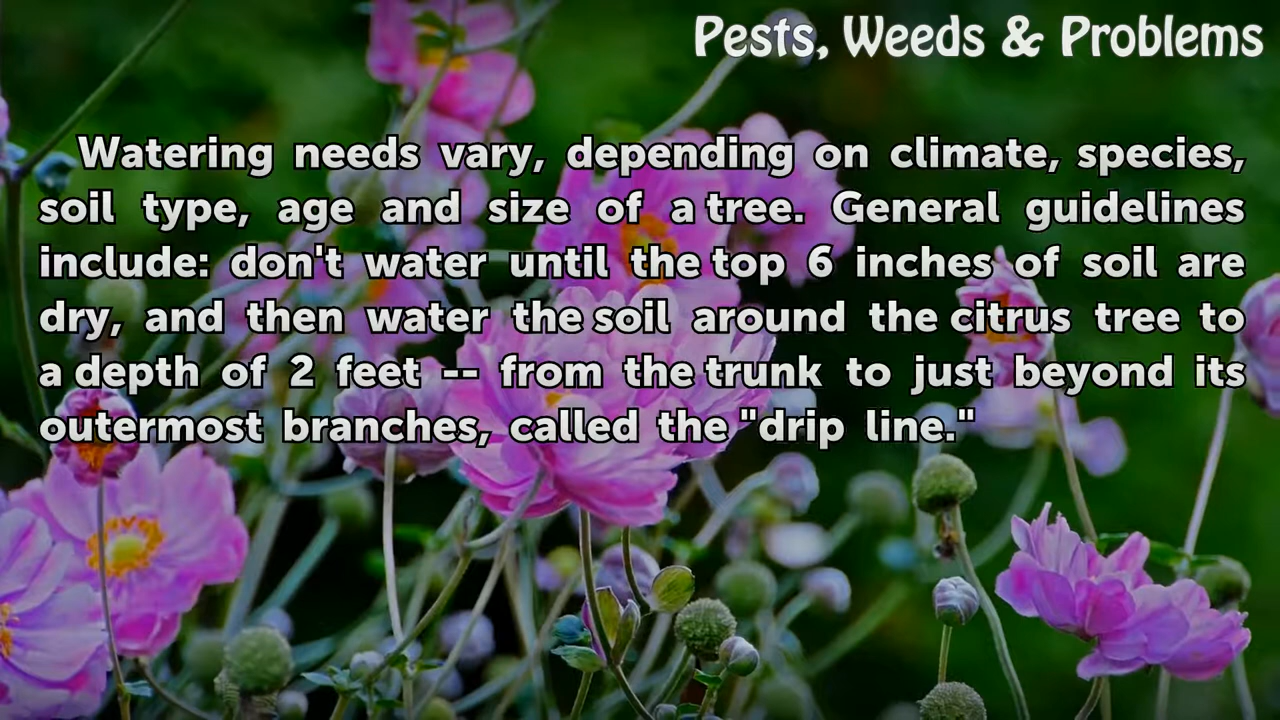 Pests, Weeds & Problems
Watering needs vary, depending on climate, species,
soil type, age and size of a tree. General guidelines
include: don't water until the top 6 inches of soil are
dry, and then water the soil around the citrus tree to
a depth of 2 feet -- from the trunk to just beyond its
outermost branches, called the "drip line."